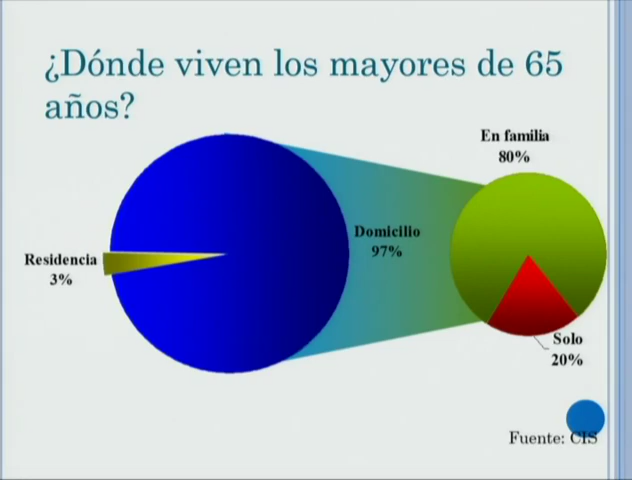 ¿Dónde viven los mayores de 65
años?
En familia
80%
Domicilio
97%
Residencia
3%
Solo
20%
Fuente: CIS